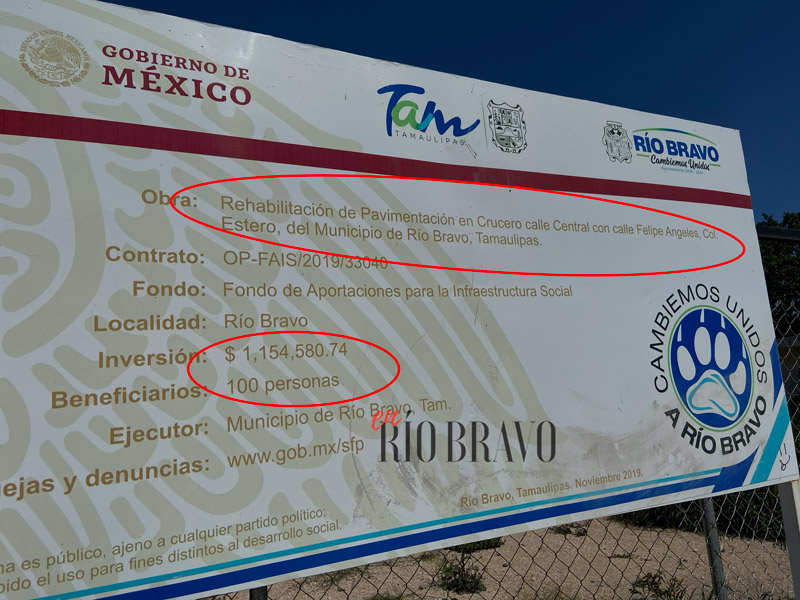 GOBIERNO DE
MÉXICO
Tam
TAMAULIPAS
RÍO BRAVO
Cambiemos Unidos
Obra: Rehabilitación de Pavimentación en Crucero calle Central con calle Felipe Angeles, Col.
Estero, del Municipio de Río Bravo, Tamaulipas.
Contrato: OP-FAIS/2019/33040
Fondo: Fondo de Aportaciones para la Infraestructura Social
Localidad: Río Bravo
Inversión: $ 1,154,580.74
Beneficiarios: 100 personas
Ejecutor: Municipio de Río Bravo, Tam.
uejas y denuncias: www.gob.mx/sfp
en
RÍO BRAVO
CAMBIEMOS UNIDOS
A RÍO BRAVO
Río Bravo, Tamaulipas. Noviembre 2019.
ma es público, ajeno a cualquier partido político;
bido el uso para fines distintos al desarrollo social.